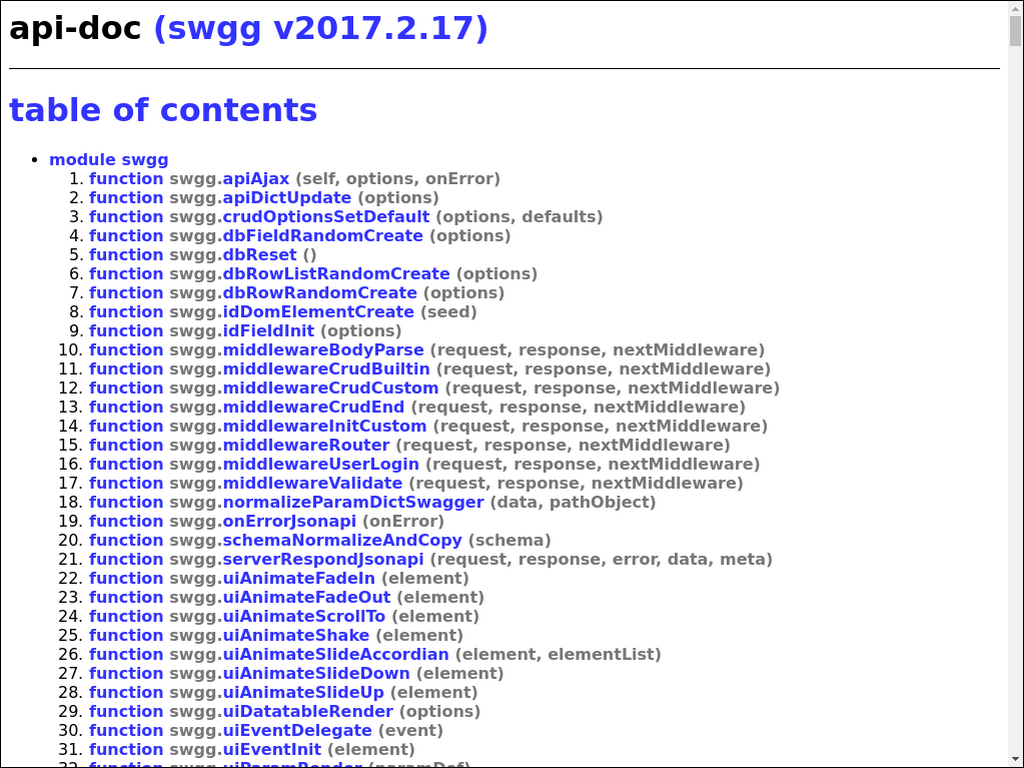 api-doc (swgg v2017.2.17)
table of contents
• module swgg
1. function swgg.apiAjax (self, options, onError)
2. function swgg.apiDictUpdate (options)
3. function swgg.crudOptionsSetDefault (options, defaults)
4. function swgg.dbFieldRandomCreate (options)
5. function swgg.dbReset ()
6. function swgg.dbRowListRandomCreate (options)
7. function swgg.dbRowRandomCreate (options)
8. function swgg.idDomElementCreate (seed)
9. function swgg.idFieldInit (options)
10. function swgg.middlewareBodyParse (request, response, nextMiddleware)
11. function swgg.middlewareCrudBuiltin (request, response, nextMiddleware)
12. function swgg.middlewareCrudCustom (request, response, nextMiddleware)
13. function swgg.middlewareCrudEnd (request, response, nextMiddleware)
14. function swgg.middlewareInitCustom (request, response, nextMiddleware)
15. function swgg.middlewareRouter (request, response, nextMiddleware)
16. function swgg.middlewareUserLogin (request, response, nextMiddleware)
17. function swgg.middlewareValidate (request, response, nextMiddleware)
18. function swgg.normalizeParamDictSwagger (data, pathObject)
19. function swgg.onErrorJsonapi (onError)
20. function swgg.schemaNormalizeAndCopy (schema)
21. function swgg.serverRespondJsonapi (request, response, error, data, meta)
22. function swgg.uiAnimateFadeIn (element)
23. function swgg.uiAnimateFadeOut (element)
24. function swgg.uiAnimateScrollTo (element)
25. function swgg.uiAnimateShake (element)
26. function swgg.uiAnimateSlideAccordian (element, elementList)
27. function swgg.uiAnimateSlideDown (element)
28. function swgg.uiAnimateSlideUp (element)
29. function swgg.uiDatatableRender (options)
30. function swgg.uiEventDelegate (event)
31. function swgg.uiEventInit (element)
32. function swgg.uiParamRender (paramDef)